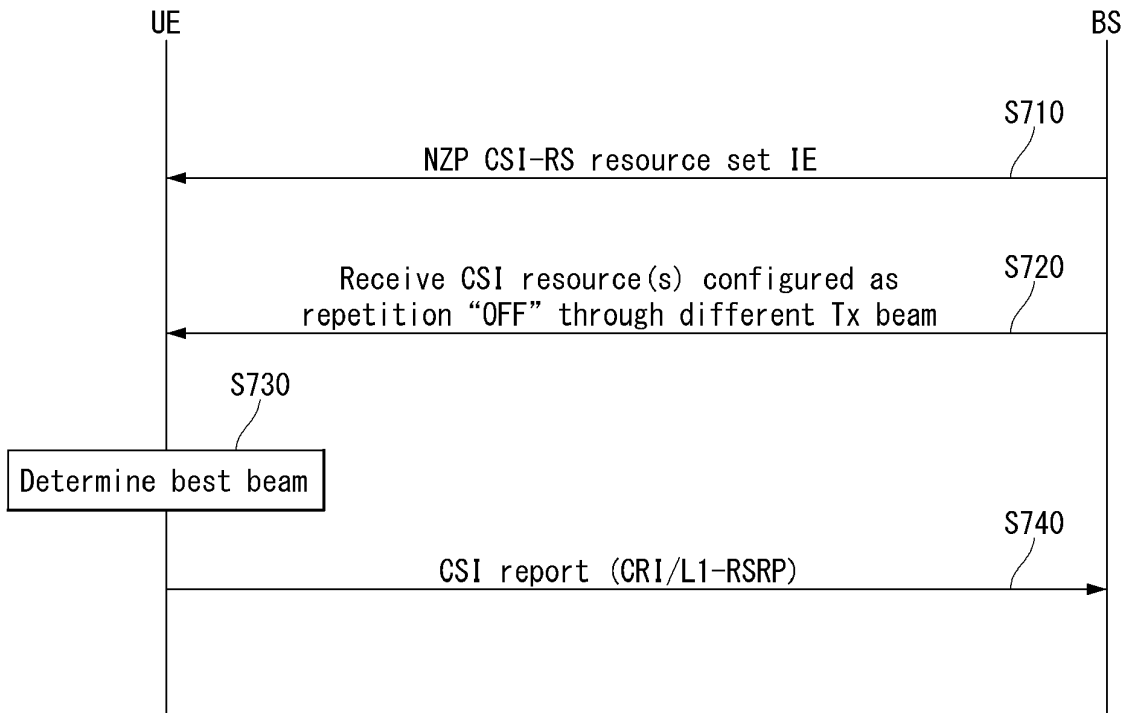 UE
BS
S710
NZP CSI-RS resource set IE
S720
Receive CSI resource(s) configured as
repetition “OFF” through different Tx beam
S730
Determine best beam
S740
CSI report (CRI/L1-RSRP)